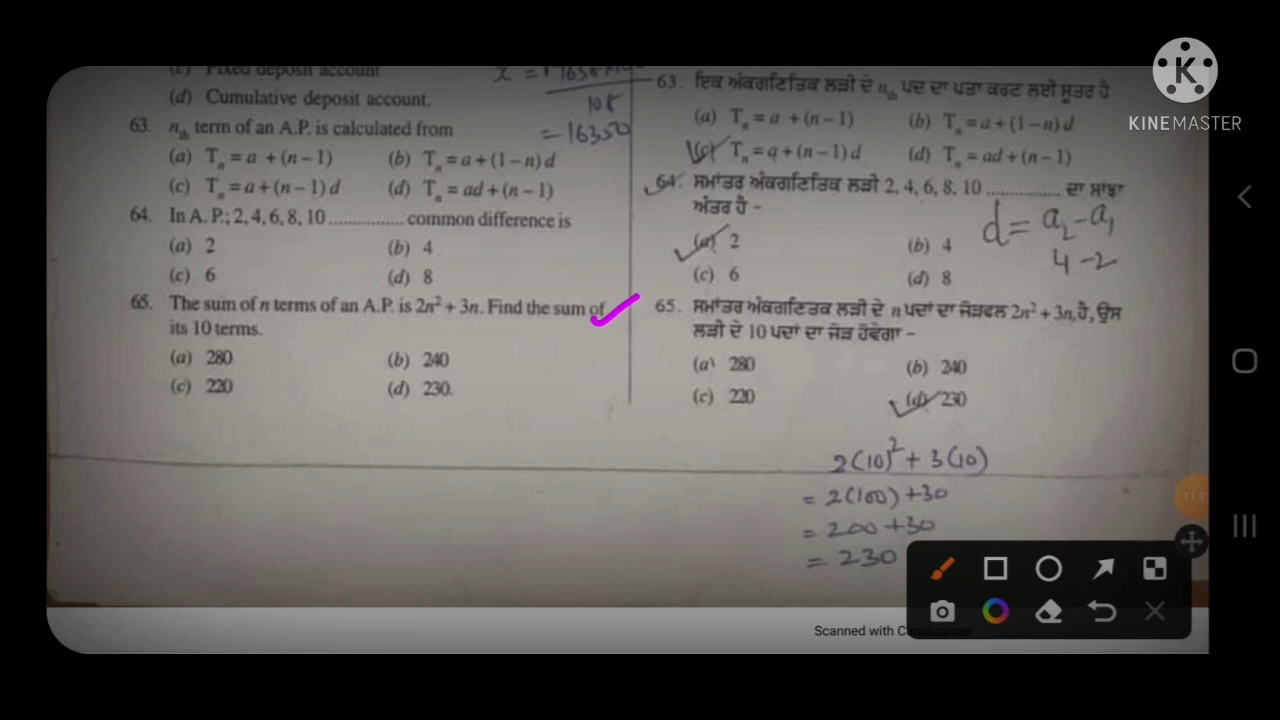 (c) Fixed deposit account
(d) Cumulative deposit account.
108
= 16350
63. nth term of an A.P. is calculated from
(a) Tn = a + (n – 1) (b) Tn = a + (1 – n) d
(c) Tn = a + (n – 1) d (d) Tn = ad + (n – 1)
64. In A.P.; 2, 4, 6, 8, 10 ................ common difference is
(a) 2 (b) 4
(c) 6 (d) 8
65. The sum of n terms of an A.P. is 2n² + 3n. Find the sum of
its 10 terms.
(a) 280 (b) 240
(c) 220 (d) 230.
63. ਇਕ ਅੰਕਗਣਿਤਿਕ ਲੜੀ ਦੇ nth ਪਦ ਦਾ ਪਤਾ ਕਰਣ ਲਈ ਸੂਤਰ ਹੈ
(a) Tn = a + (n – 1) (b) Tn = a + (1 – n) d
(c) Tn = a + (n – 1) d (d) Tn = ad + (n – 1)
64. ਸਮਾਂਤਰ ਅੰਕਗਣਿਤਿਕ ਲੜੀ 2, 4, 6, 8, 10 ................ ਦਾ ਸਾਂਝਾ
ਅੰਤਰ ਹੈ –
(a) 2 (b) 4
(c) 6 (d) 8
d = a₂ – a₁
4 – 2
65. ਸਮਾਂਤਰ ਅੰਕਗਣਿਤਿਕ ਲੜੀ ਦੇ n ਪਦਾਂ ਦਾ ਜੋੜਫਲ 2n² + 3n, ਹੈ, ਉਸ
ਲੜੀ ਦੇ 10 ਪਦਾਂ ਦਾ ਜੋੜ ਹੋਵੇਗਾ –
(a) 280 (b) 240
(c) 220 (d) 230
2(10)² + 3(10)
= 2(100) + 30
= 200 + 30
= 230
Scanned with CamScanner
K
KINEMASTER